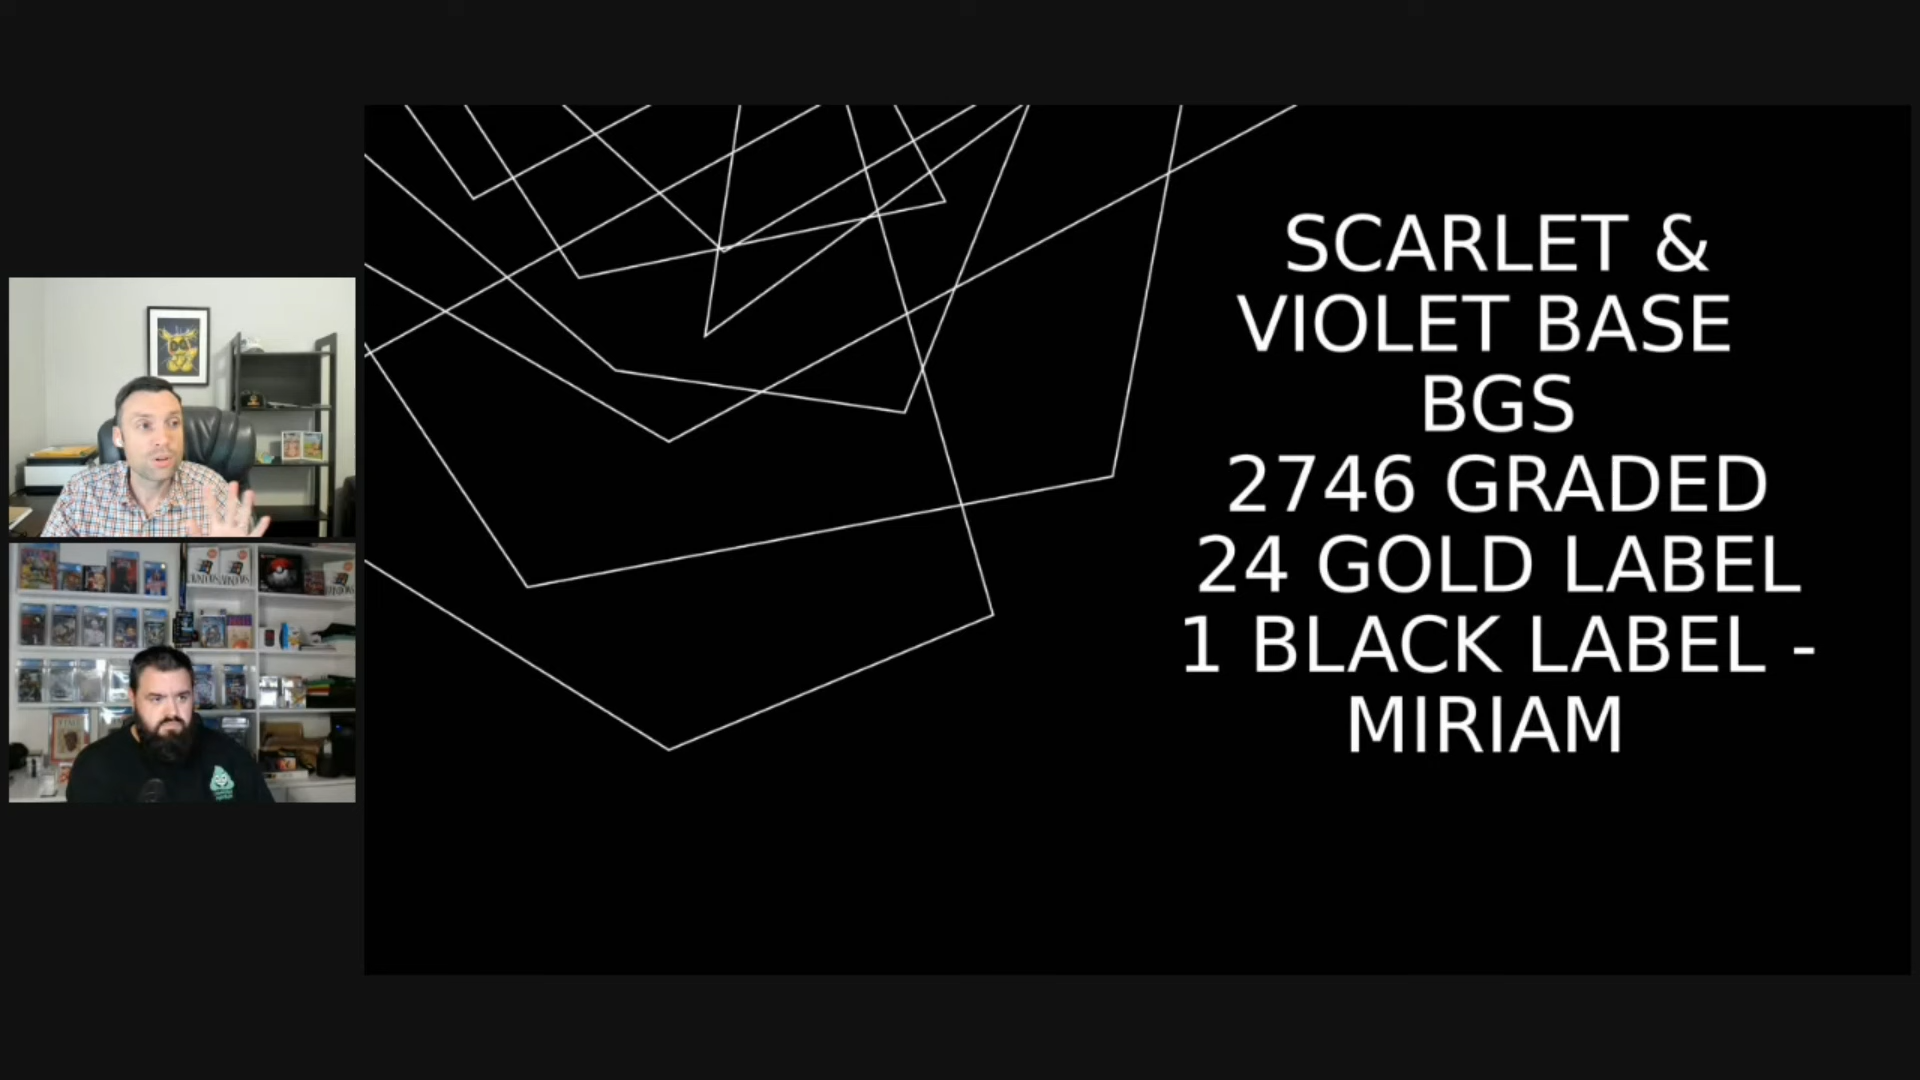 SCARLET &
VIOLET BASE
BGS
2746 GRADED
24 GOLD LABEL
1 BLACK LABEL -
MIRIAM